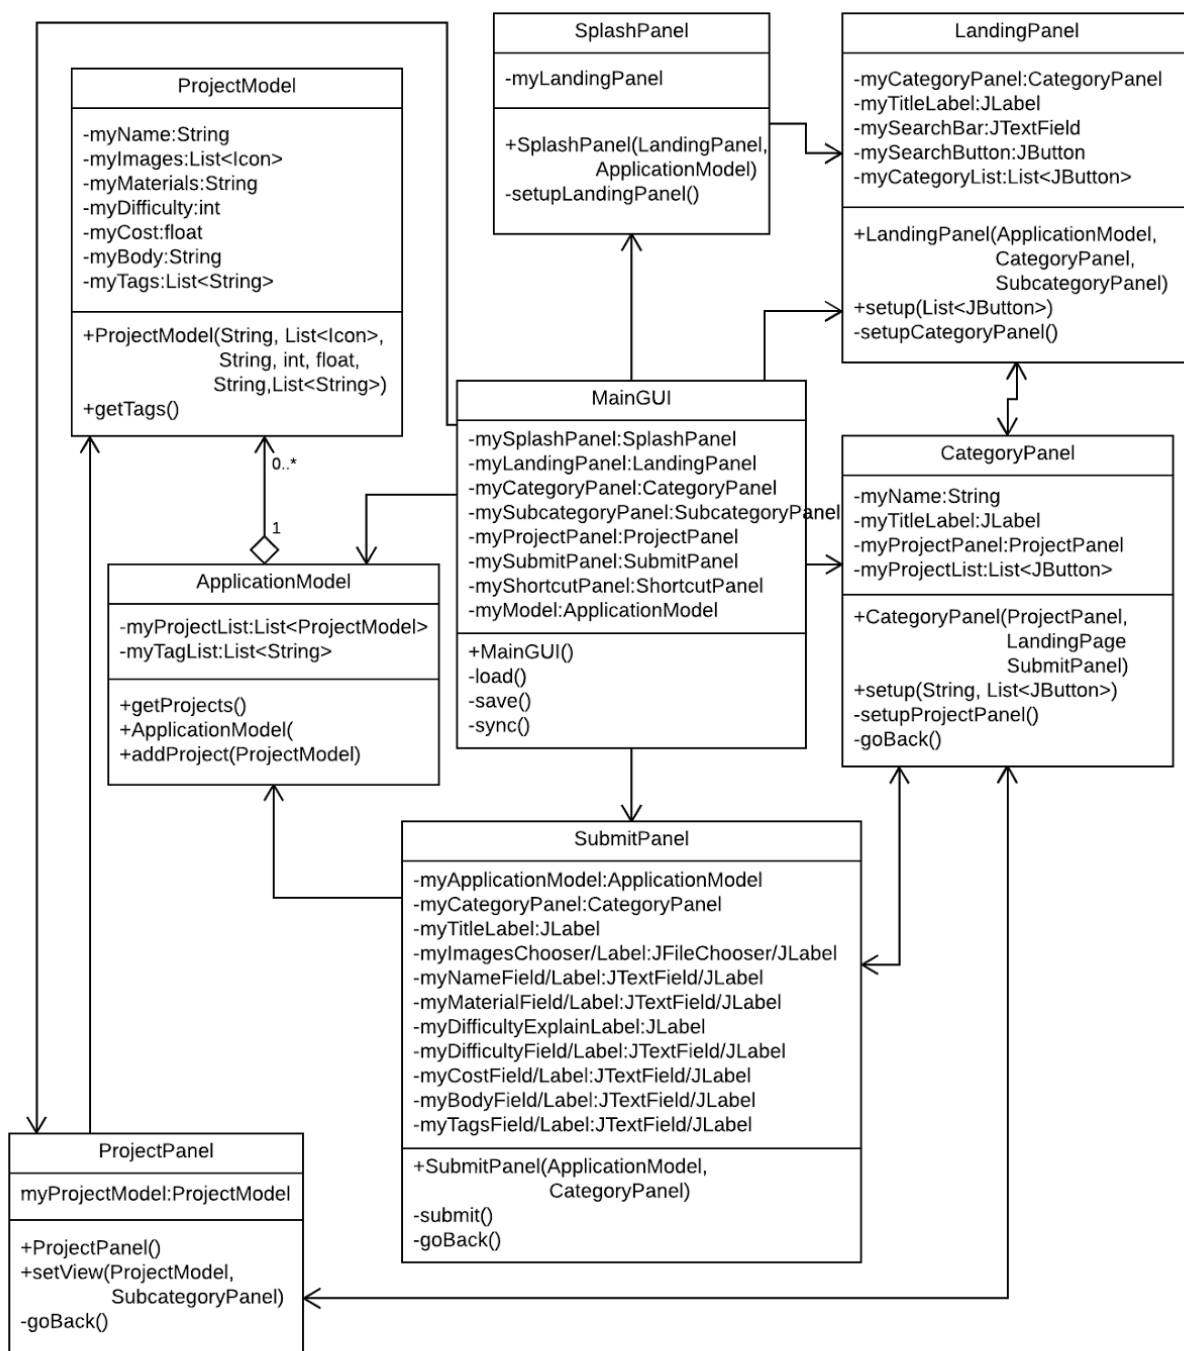 SplashPanel
-myLandingPanel
+SplashPanel(LandingPanel,
ApplicationModel)
-setupLandingPanel()
LandingPanel
-myCategoryPanel:CategoryPanel
-myTitleLabel:JLabel
-mySearchBar:JTextField
-mySearchButton:JButton
-myCategoryList:List<JButton>
+LandingPanel(ApplicationModel,
CategoryPanel,
SubcategoryPanel)
+setup(List<JButton>)
-setupCategoryPanel()
ProjectModel
-myName:String
-myImages:List<Icon>
-myMaterials:String
-myDifficulty:int
-myCost:float
-myBody:String
-myTags:List<String>
+ProjectModel(String, List<Icon>,
String, int, float,
String,List<String>)
+getTags()
0..*
1
MainGUI
-mySplashPanel:SplashPanel
-myLandingPanel:LandingPanel
-myCategoryPanel:CategoryPanel
-mySubcategoryPanel:SubcategoryPanel
-myProjectPanel:ProjectPanel
-mySubmitPanel:SubmitPanel
-myShortcutPanel:ShortcutPanel
-myModel:ApplicationModel
+MainGUI()
-load()
-save()
-sync()
CategoryPanel
-myName:String
-myTitleLabel:JLabel
-myProjectPanel:ProjectPanel
-myProjectList:List<JButton>
+CategoryPanel(ProjectPanel,
LandingPage
SubmitPanel)
+setup(String, List<JButton>)
-setupProjectPanel()
-goBack()
ApplicationModel
-myProjectList:List<ProjectModel>
-myTagList:List<String>
+getProjects()
+ApplicationModel(
+addProject(ProjectModel)
SubmitPanel
-myApplicationModel:ApplicationModel
-myCategoryPanel:CategoryPanel
-myTitleLabel:JLabel
-myImagesChooser/Label:JFileChooser/JLabel
-myNameField/Label:JTextField/JLabel
-myMaterialField/Label:JTextField/JLabel
-myDifficultyExplainLabel:JLabel
-myDifficultyField/Label:JTextField/JLabel
-myCostField/Label:JTextField/JLabel
-myBodyField/Label:JTextField/JLabel
-myTagsField/Label:JTextField/JLabel
+SubmitPanel(ApplicationModel,
CategoryPanel)
-submit()
-goBack()
ProjectPanel
myProjectModel:ProjectModel
+ProjectPanel()
+setView(ProjectModel,
SubcategoryPanel)
-goBack()